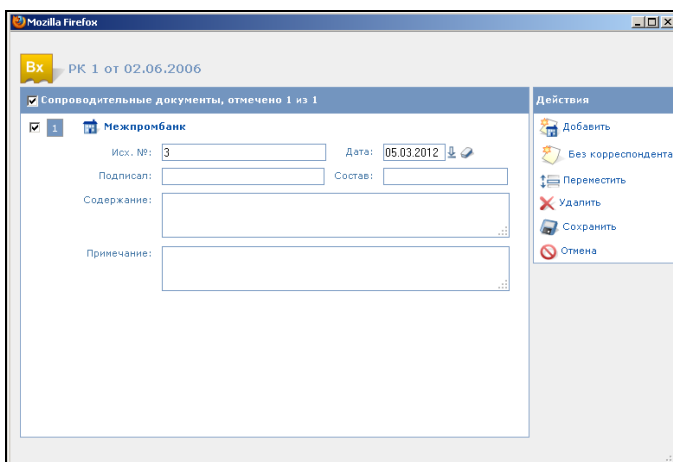 Mozilla Firefox
Вх РК 1 от 02.06.2006
Сопроводительные документы, отмечено 1 из 1
1 Межпромбанк
Исх. №: 3 Дата: 05.03.2012
Подписал: Состав:
Содержание:
Примечание:
Действия
Добавить
Без корреспондента
Переместить
Удалить
Сохранить
Отмена